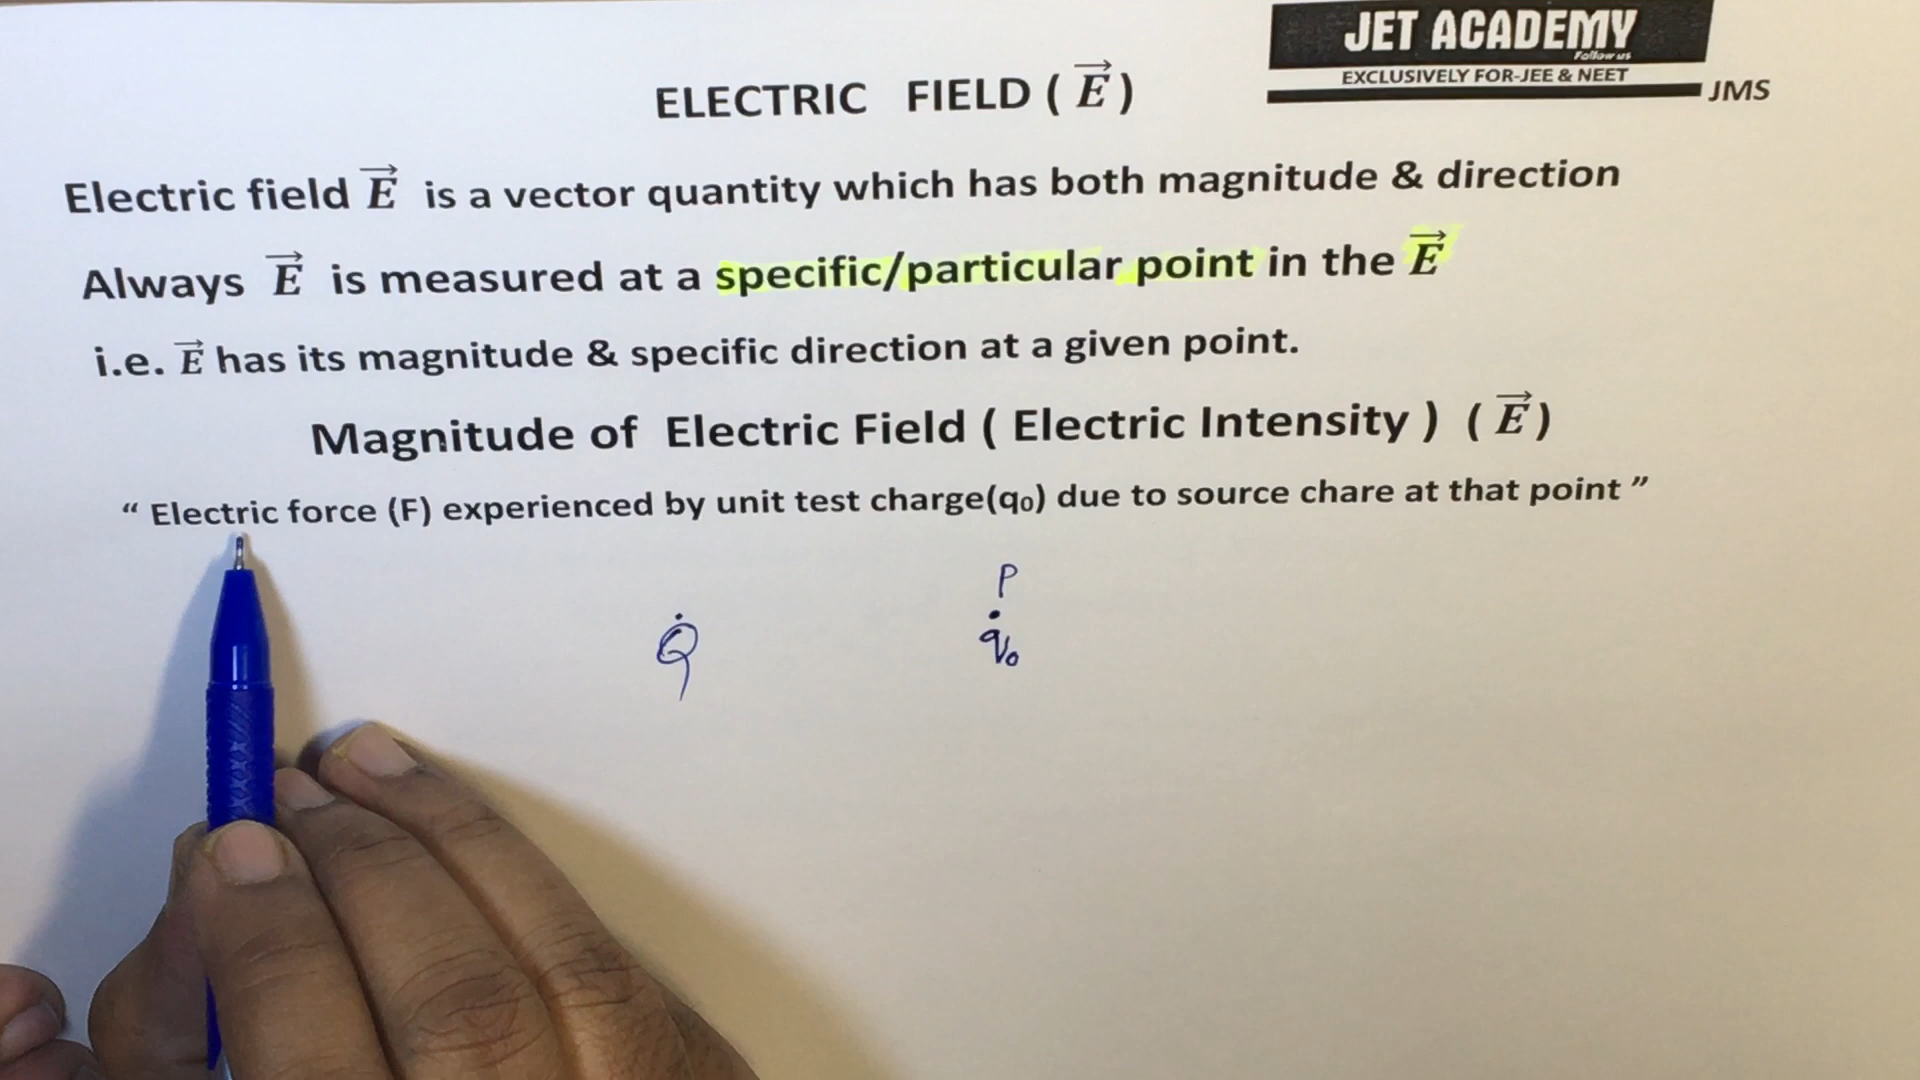 JET ACADEMY
Follow us
EXCLUSIVELY FOR-JEE & NEET
JMS
ELECTRIC FIELD ( E⃗ )
Electric field E⃗ is a vector quantity which has both magnitude & direction
Always E⃗ is measured at a specific/particular point in the E⃗
i.e. E⃗ has its magnitude & specific direction at a given point.
Magnitude of Electric Field ( Electric Intensity ) ( E⃗ )
“ Electric force (F) experienced by unit test charge(q₀) due to source chare at that point ”
P
Q q₀